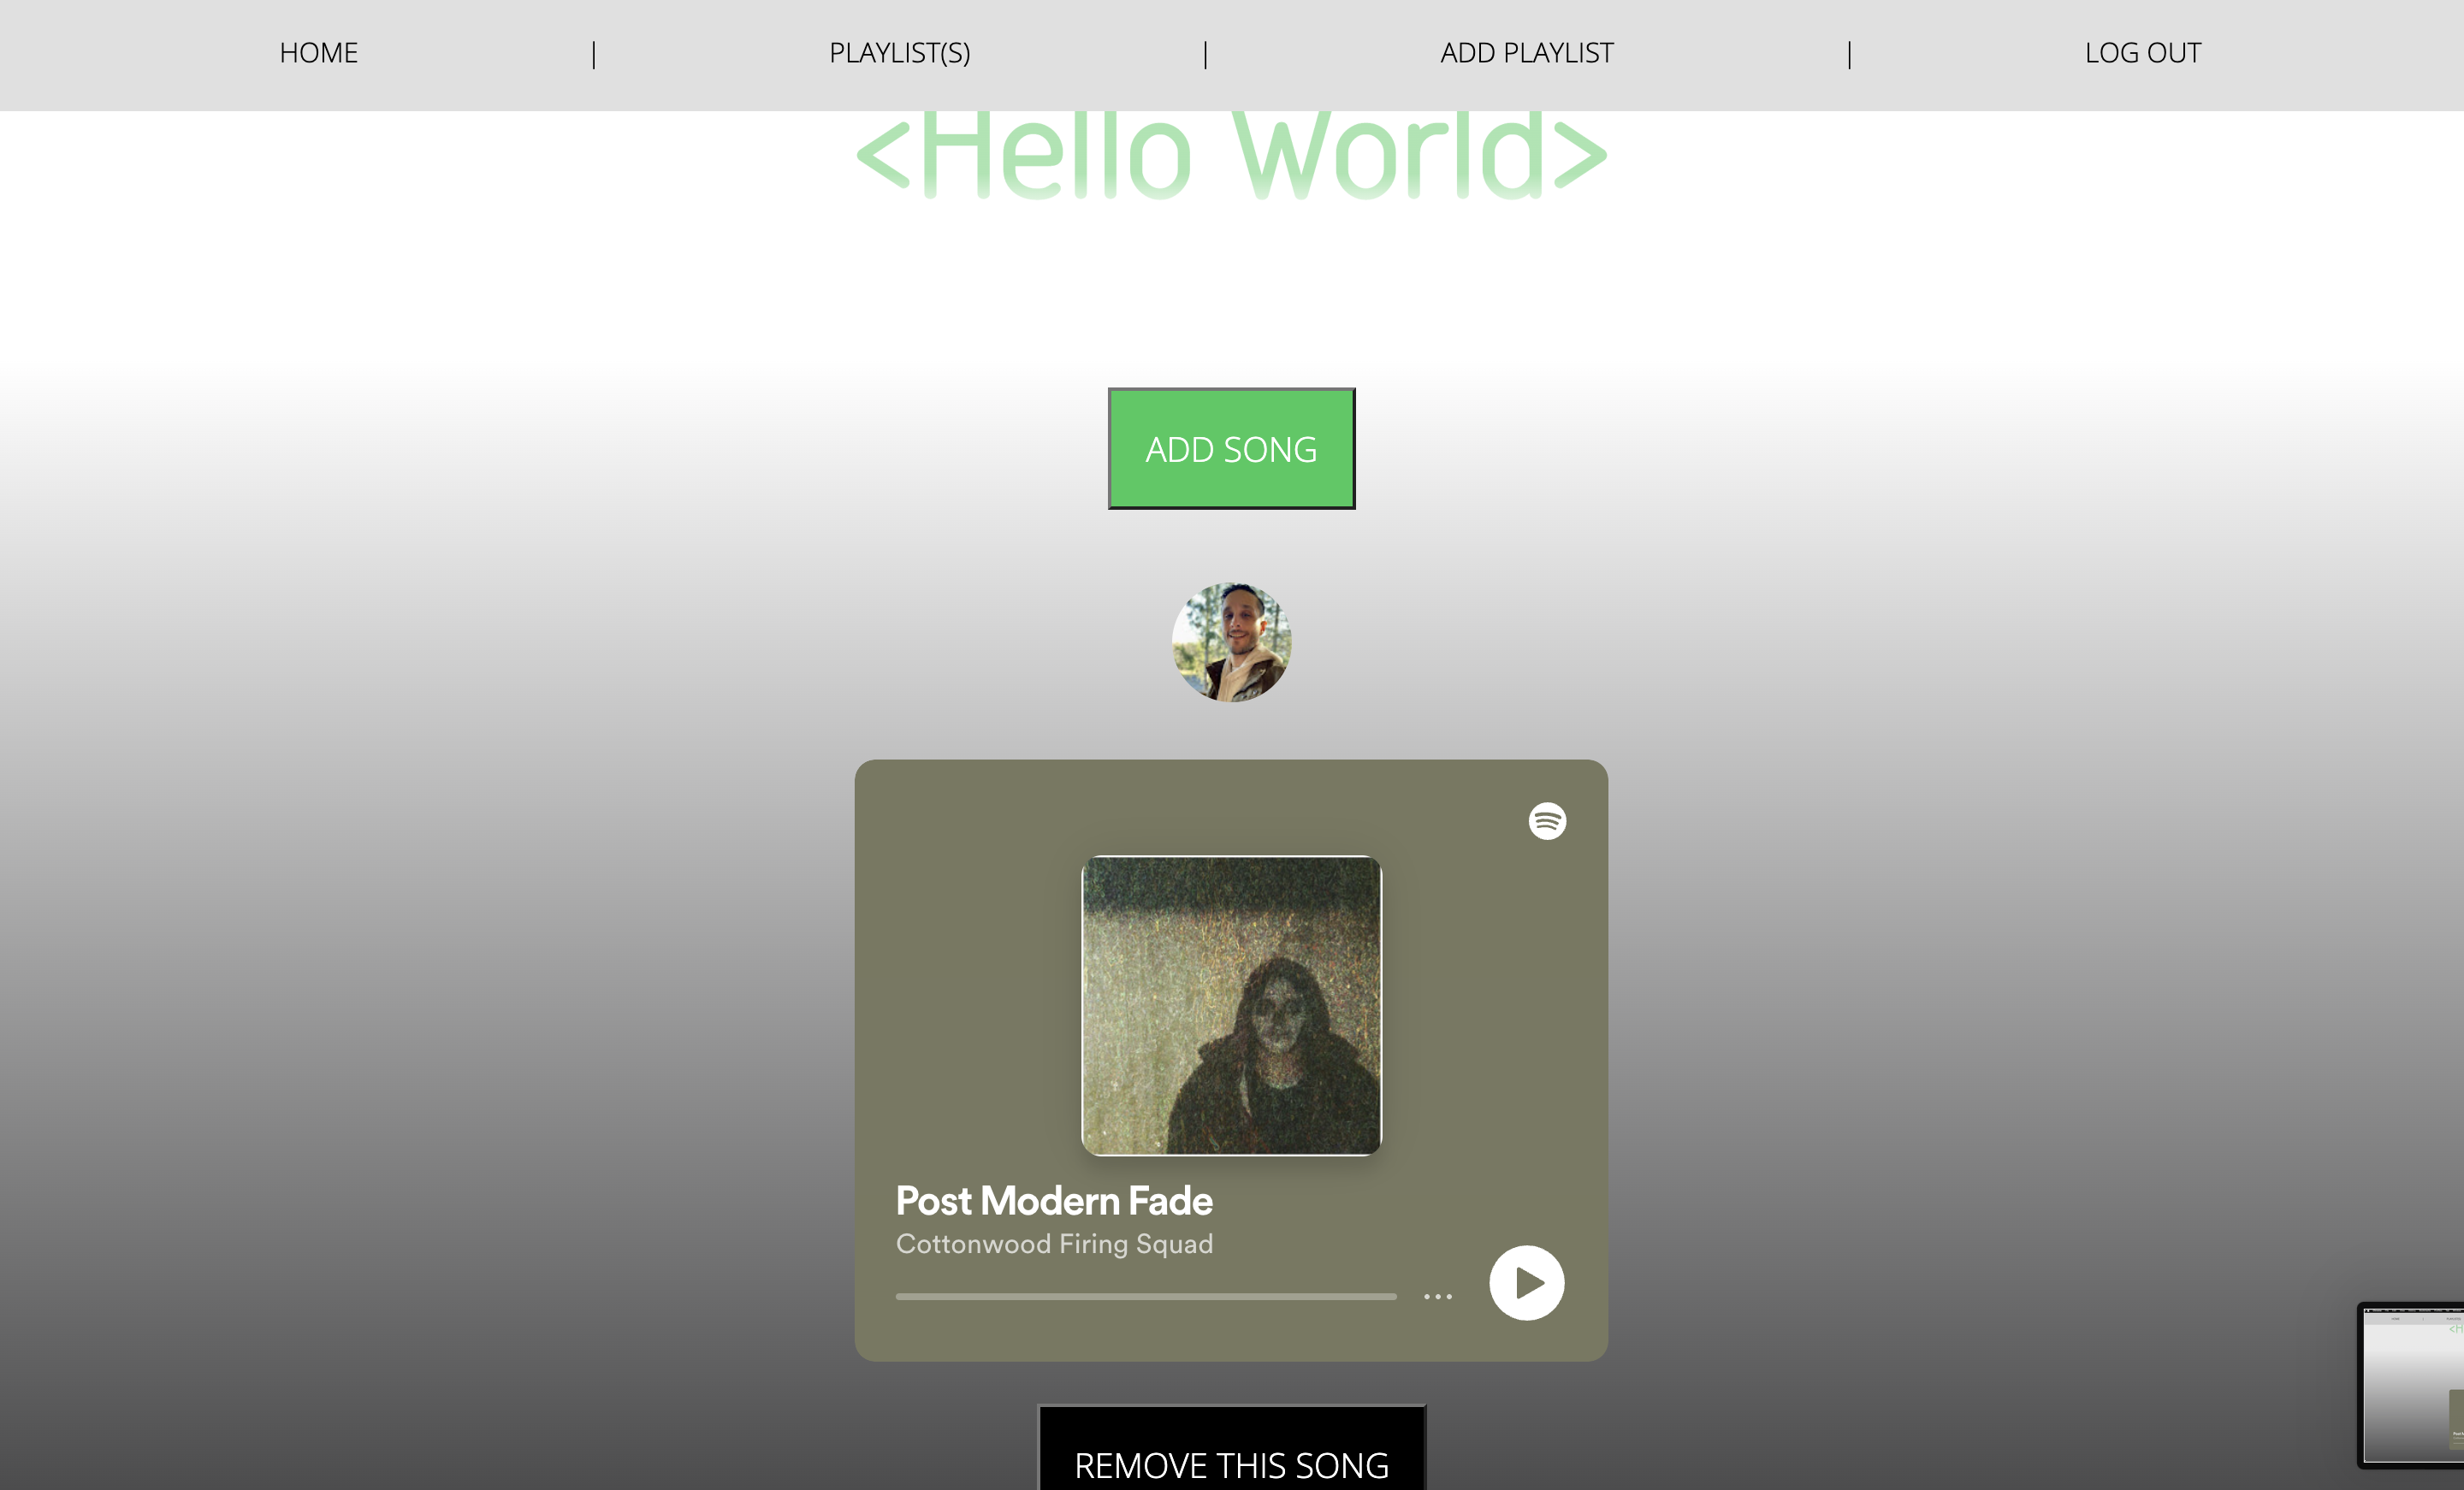 HOME | PLAYLIST(S) | ADD PLAYLIST | LOG OUT
<Hello World>
ADD SONG
Post Modern Fade
Cottonwood Firing Squad
REMOVE THIS SONG